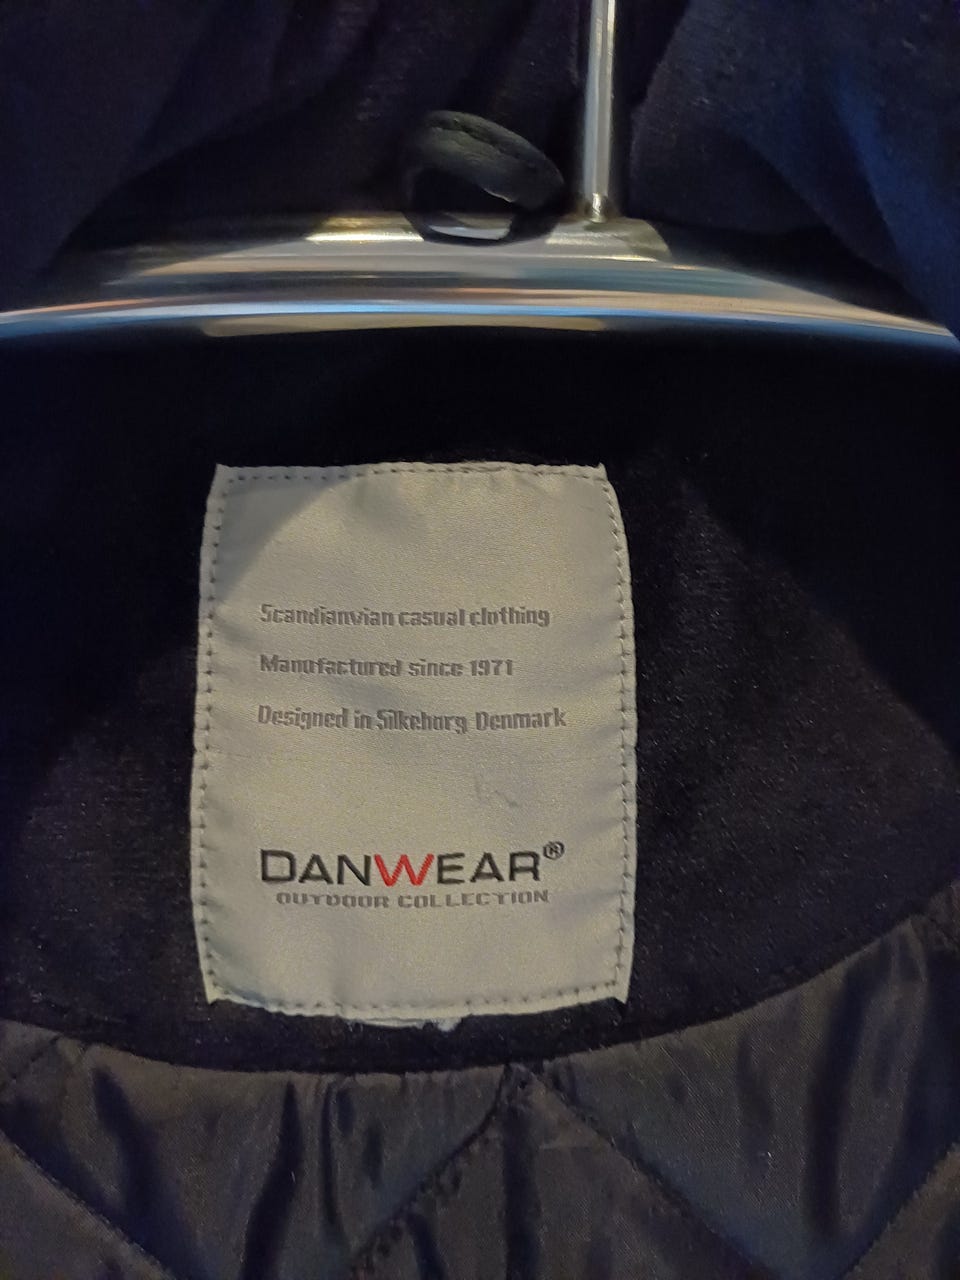 Scandianvian casual clothing
Manufactured since 1971
Designed in Silkeborg Denmark
DANWEAR®
OUTDOOR COLLECTION